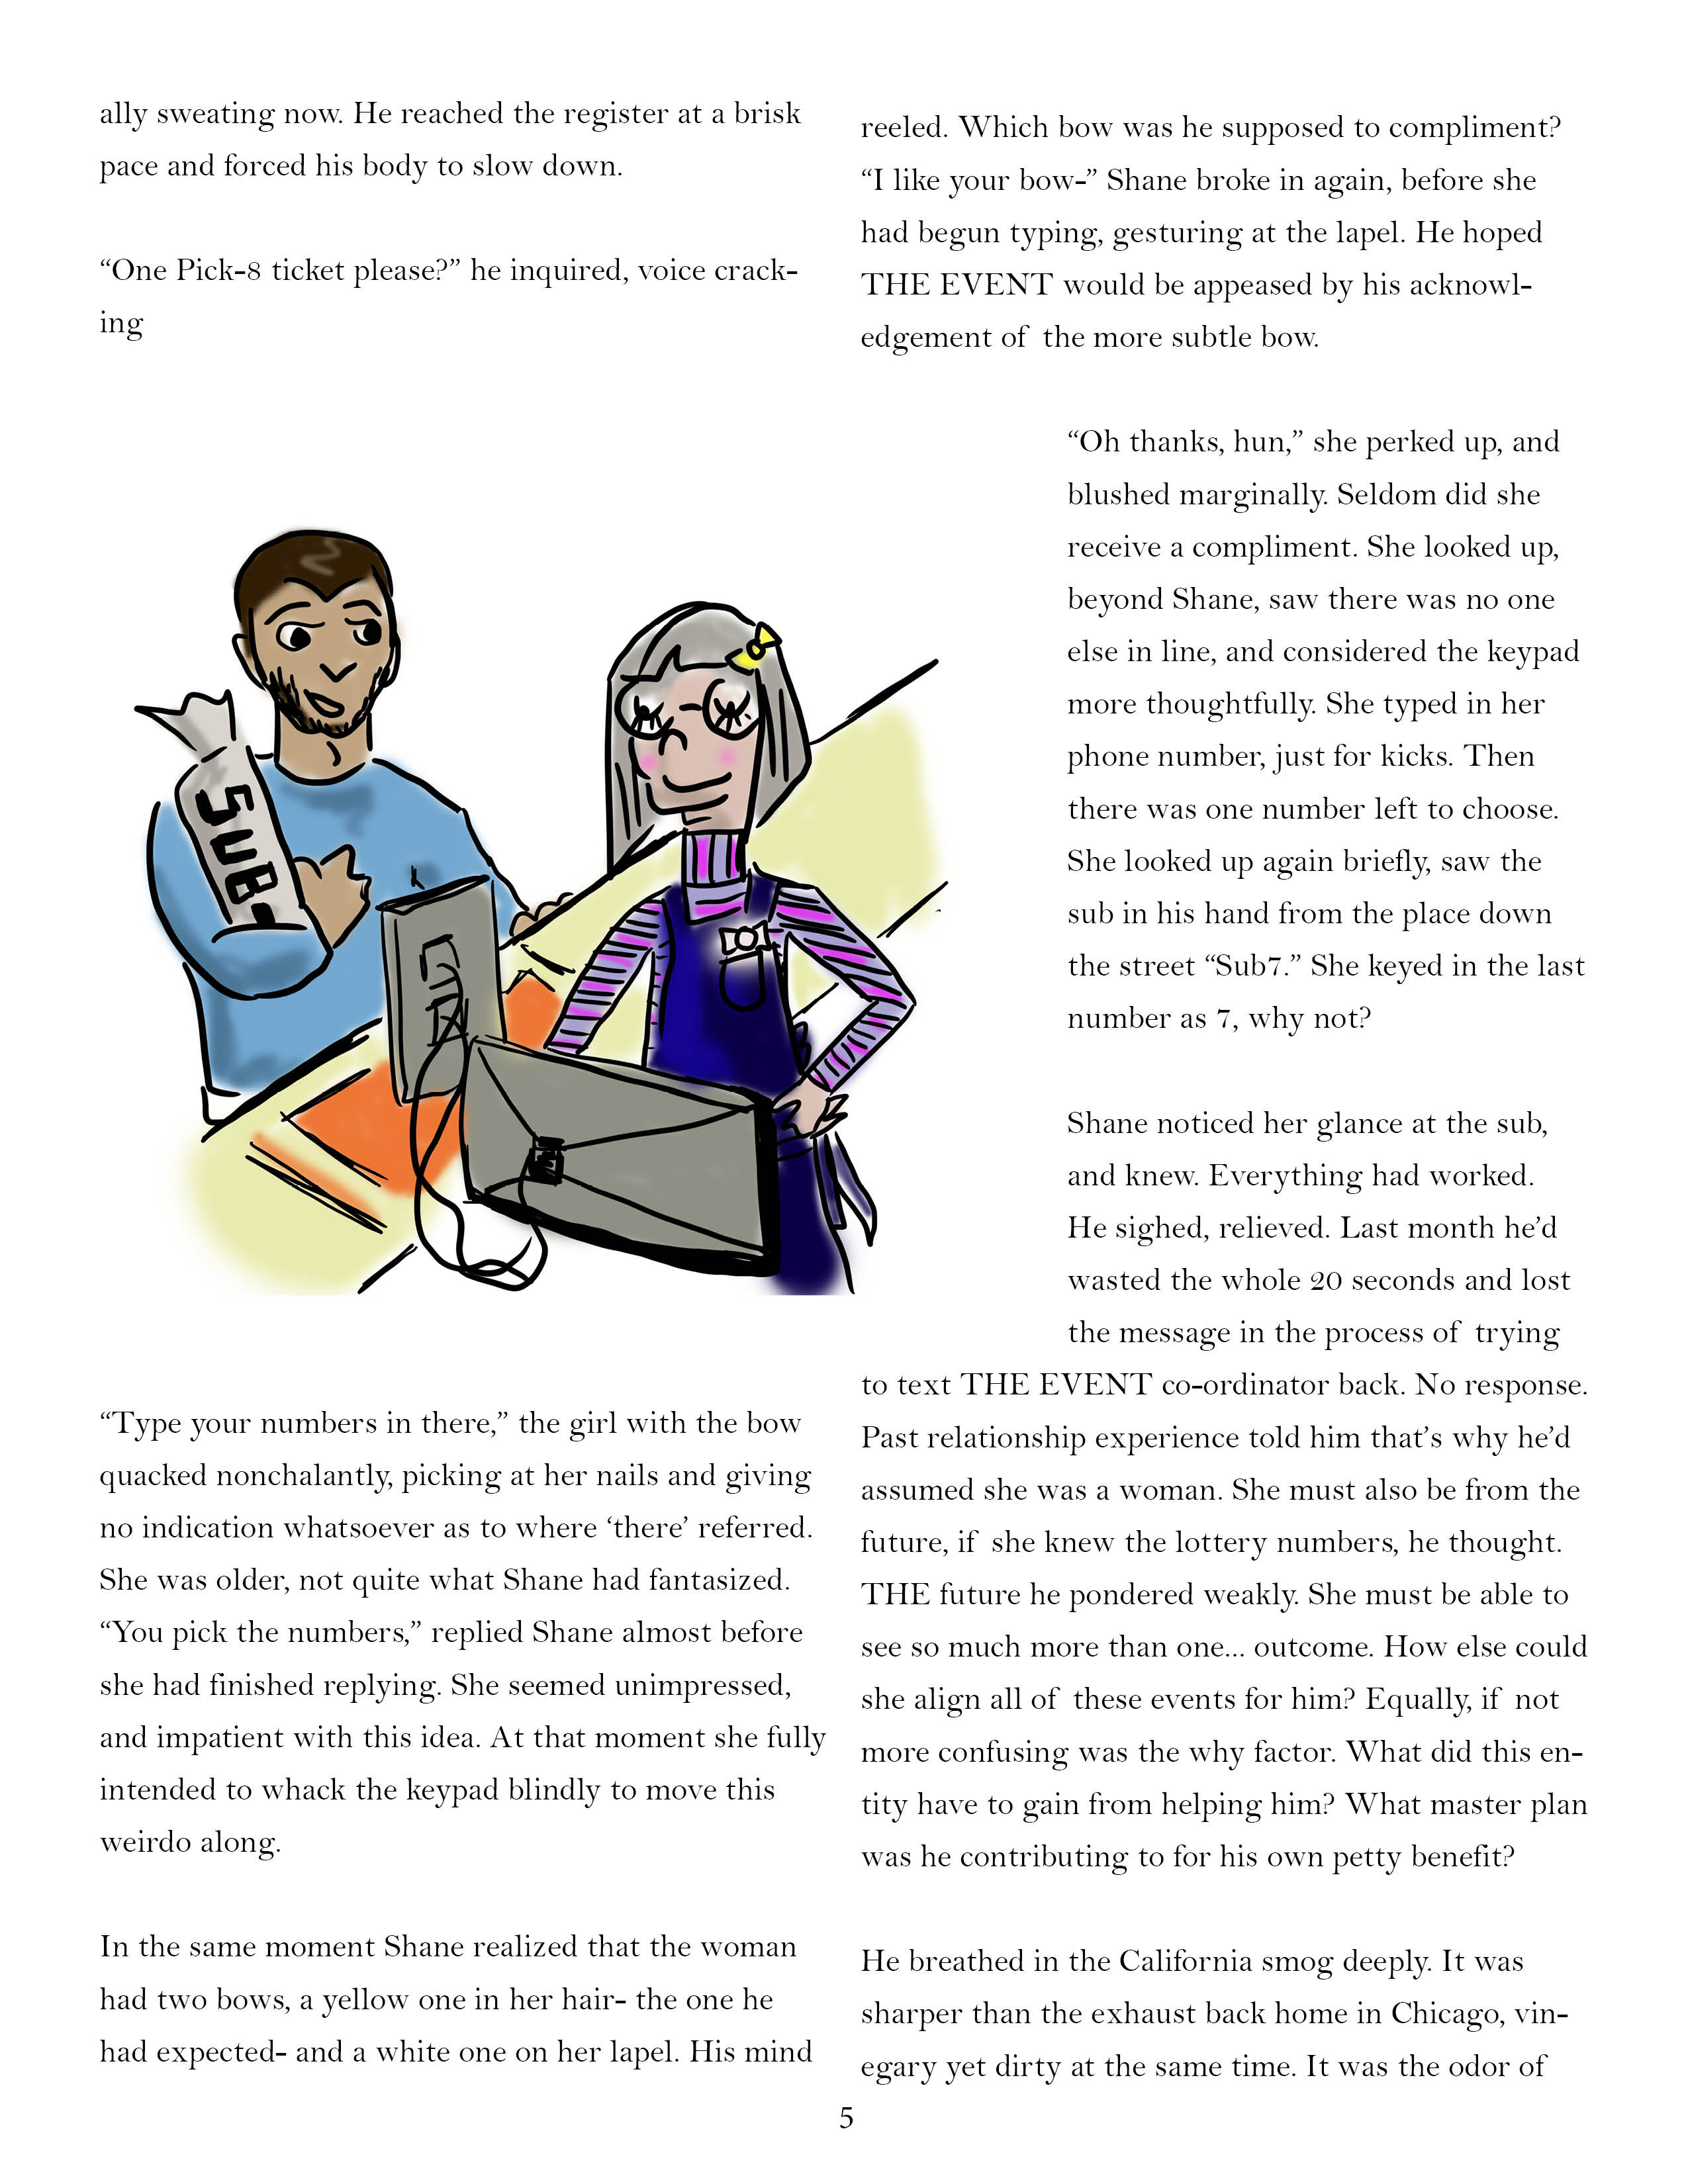 ally sweating now. He reached the register at a brisk
pace and forced his body to slow down.
“One Pick-8 ticket please?” he inquired, voice crack-
ing
SUB-
“Type your numbers in there,” the girl with the bow
quacked nonchalantly, picking at her nails and giving
no indication whatsoever as to where ‘there’ referred.
She was older, not quite what Shane had fantasized.
“You pick the numbers,” replied Shane almost before
she had finished replying. She seemed unimpressed,
and impatient with this idea. At that moment she fully
intended to whack the keypad blindly to move this
weirdo along.
In the same moment Shane realized that the woman
had two bows, a yellow one in her hair- the one he
had expected- and a white one on her lapel. His mind
reeled. Which bow was he supposed to compliment?
“I like your bow-” Shane broke in again, before she
had begun typing, gesturing at the lapel. He hoped
THE EVENT would be appeased by his acknowl-
edgement of the more subtle bow.
“Oh thanks, hun,” she perked up, and
blushed marginally. Seldom did she
receive a compliment. She looked up,
beyond Shane, saw there was no one
else in line, and considered the keypad
more thoughtfully. She typed in her
phone number, just for kicks. Then
there was one number left to choose.
She looked up again briefly, saw the
sub in his hand from the place down
the street “Sub7.” She keyed in the last
number as 7, why not?
Shane noticed her glance at the sub,
and knew. Everything had worked.
He sighed, relieved. Last month he’d
wasted the whole 20 seconds and lost
the message in the process of trying
to text THE EVENT co-ordinator back. No response.
Past relationship experience told him that’s why he’d
assumed she was a woman. She must also be from the
future, if she knew the lottery numbers, he thought.
THE future he pondered weakly. She must be able to
see so much more than one... outcome. How else could
she align all of these events for him? Equally, if not
more confusing was the why factor. What did this en-
tity have to gain from helping him? What master plan
was he contributing to for his own petty benefit?
He breathed in the California smog deeply. It was
sharper than the exhaust back home in Chicago, vin-
egary yet dirty at the same time. It was the odor of
5